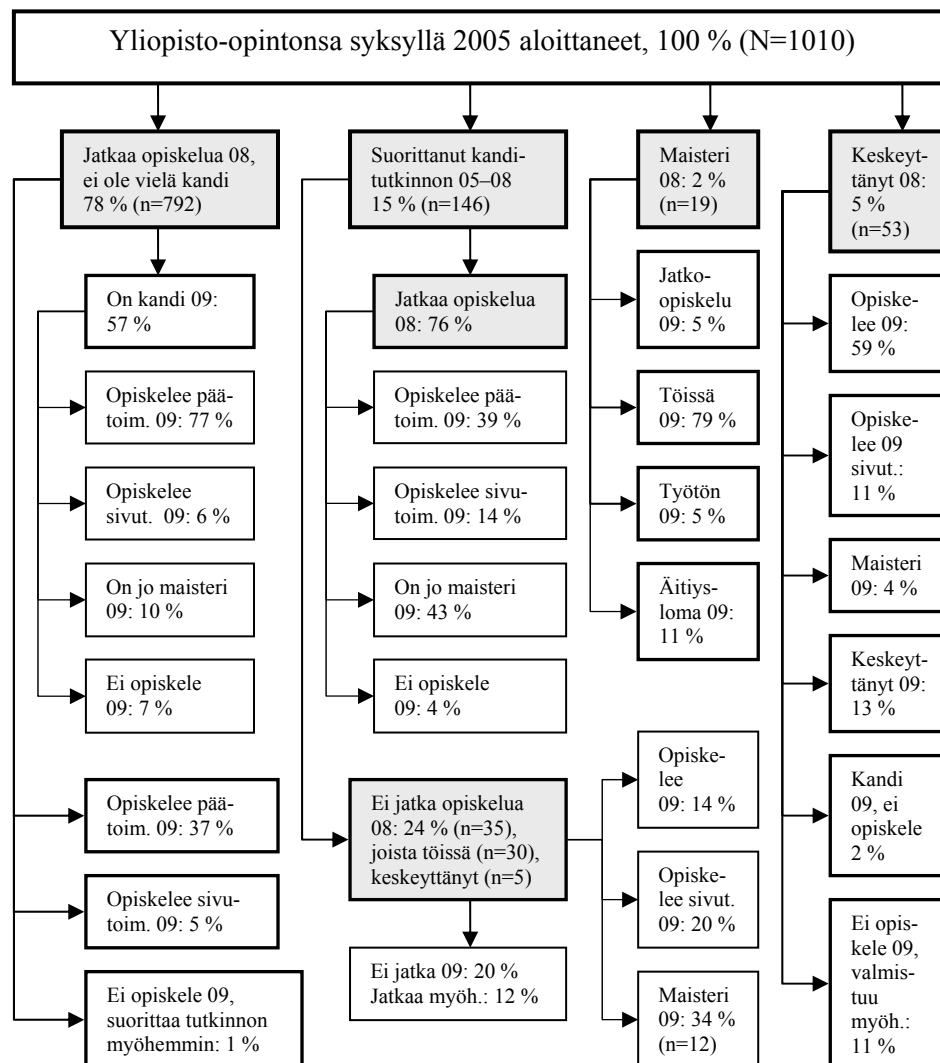 Yliopisto-opintonsa syksyllä 2005 aloittaneet, 100 % (N=1010)
Jatkaa opiskelua 08,
ei ole vielä kandi
78 % (n=792)
On kandi 09:
57 %
Opiskelee pää-
toim. 09: 77 %
Opiskelee
sivut.  09: 6 %
On jo maisteri
09: 10 %
Ei opiskele
09: 7 %
Opiskelee pää-
toim. 09: 37 %
Opiskelee sivu-
toim. 09: 5 %
Ei opiskele 09,
suorittaa tutkinnon
myöhemmin: 1 %
Suorittanut kandi-
tutkinnon 05–08
15 % (n=146)
Jatkaa opiskelua
08: 76 %
Opiskelee pää-
toim. 09: 39 %
Opiskelee sivu-
toim. 09: 14 %
On jo maisteri
09: 43 %
Ei opiskele
09: 4 %
Ei jatka opiskelua
08: 24 % (n=35),
joista töissä (n=30),
keskeyttänyt (n=5)
Ei jatka 09: 20 %
Jatkaa myöh.: 12 %
Opiske-
lee
09: 14 %
Opiske-
lee sivut.
09: 20 %
Maisteri
09: 34 %
(n=12)
Maisteri
08: 2 %
(n=19)
Jatko-
opiskelu
09: 5 %
Töissä
09: 79 %
Työtön
09: 5 %
Äitiys-
loma 09:
11 %
Keskeyt-
tänyt 08:
5 %
(n=53)
Opiske-
lee 09:
59 %
Opiske-
lee 09
sivut.:
11 %
Maisteri
09: 4 %
Keskeyt-
tänyt 09:
13 %
Kandi
09, ei
opiskele
2 %
Ei opis-
kele 09,
valmis-
tuu
myöh.:
11 %